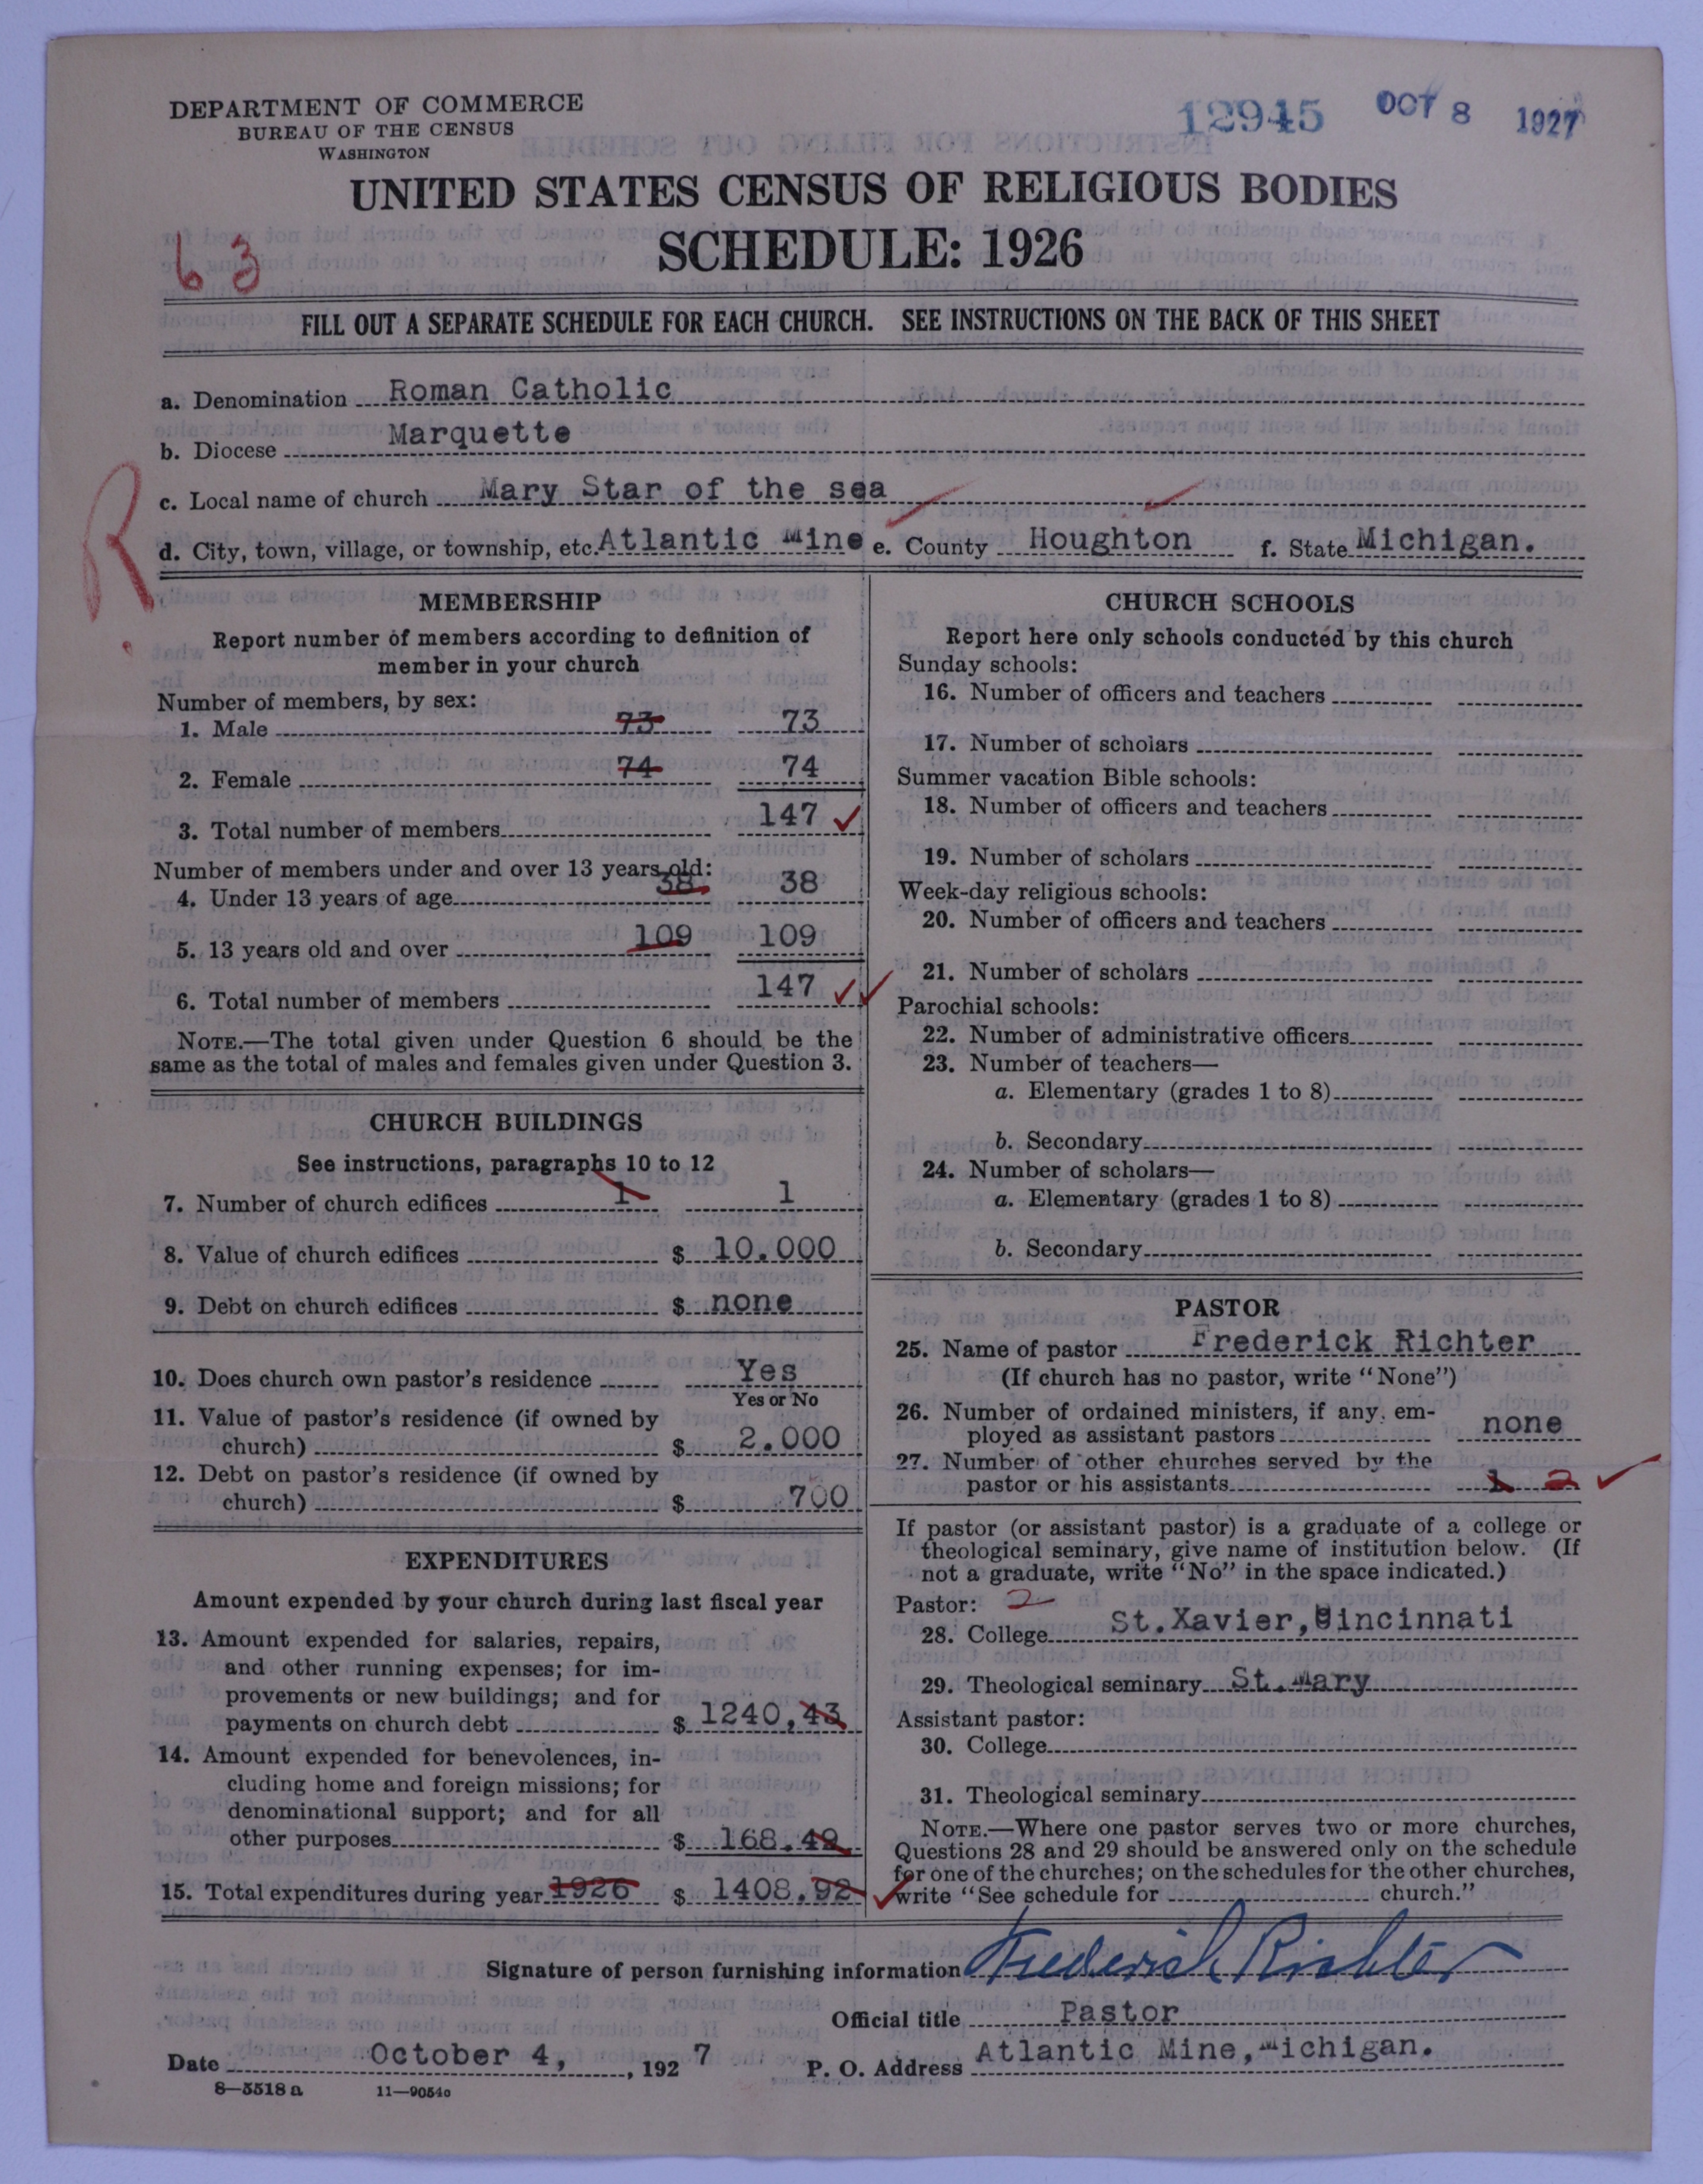 DEPARTMENT OF COMMERCE
BUREAU OF THE CENSUS
WASHINGTON
12945 OCT 8 1927
UNITED STATES CENSUS OF RELIGIOUS BODIES
SCHEDULE: 1926
63
FILL OUT A SEPARATE SCHEDULE FOR EACH CHURCH. SEE INSTRUCTIONS ON THE BACK OF THIS SHEET
a. Denomination Roman Catholic
b. Diocese Marquette
c. Local name of church Mary Star of the sea
d. City, town, village, or township, etc. Atlantic Mine e. County Houghton f. State Michigan.
R.
MEMBERSHIP
Report number of members according to definition of
member in your church
Number of members, by sex:
1. Male 73 73
2. Female 74 74
3. Total number of members 147 ✓
Number of members under and over 13 years old:
4. Under 13 years of age 38 38
5. 13 years old and over 109 109
6. Total number of members 147 ✓✓
NOTE.—The total given under Question 6 should be the
same as the total of males and females given under Question 3.
CHURCH BUILDINGS
See instructions, paragraphs 10 to 12
7. Number of church edifices 1 1
8. Value of church edifices $ 10.000
9. Debt on church edifices $ none
10. Does church own pastor's residence Yes
Yes or No
11. Value of pastor's residence (if owned by
church) $ 2.000
12. Debt on pastor's residence (if owned by
church) $ 700
EXPENDITURES
Amount expended by your church during last fiscal year
13. Amount expended for salaries, repairs,
and other running expenses; for im-
provements or new buildings; and for
payments on church debt $ 1240.43
14. Amount expended for benevolences, in-
cluding home and foreign missions; for
denominational support; and for all
other purposes $ 168.49
15. Total expenditures during year 1926 $ 1408.92 ✓
CHURCH SCHOOLS
Report here only schools conducted by this church
Sunday schools:
16. Number of officers and teachers
17. Number of scholars
Summer vacation Bible schools:
18. Number of officers and teachers
19. Number of scholars
Week-day religious schools:
20. Number of officers and teachers
21. Number of scholars
Parochial schools:
22. Number of administrative officers
23. Number of teachers—
a. Elementary (grades 1 to 8)
b. Secondary
24. Number of scholars—
a. Elementary (grades 1 to 8)
b. Secondary
PASTOR
25. Name of pastor Frederick Richter
(If church has no pastor, write "None")
26. Number of ordained ministers, if any, em-
ployed as assistant pastors none
27. Number of other churches served by the
pastor or his assistants 1 2 ✓
If pastor (or assistant pastor) is a graduate of a college or
theological seminary, give name of institution below. (If
not a graduate, write "No" in the space indicated.)
Pastor: 2
28. College St.Xavier,Cincinnati
29. Theological seminary St.Mary
Assistant pastor:
30. College
31. Theological seminary
NOTE.—Where one pastor serves two or more churches,
Questions 28 and 29 should be answered only on the schedule
for one of the churches; on the schedules for the other churches,
write "See schedule for church."
Signature of person furnishing information Frederick Richter
Official title Pastor
Date October 4, 1927 P. O. Address Atlantic Mine, Michigan.
8—5518 a 11—9054o